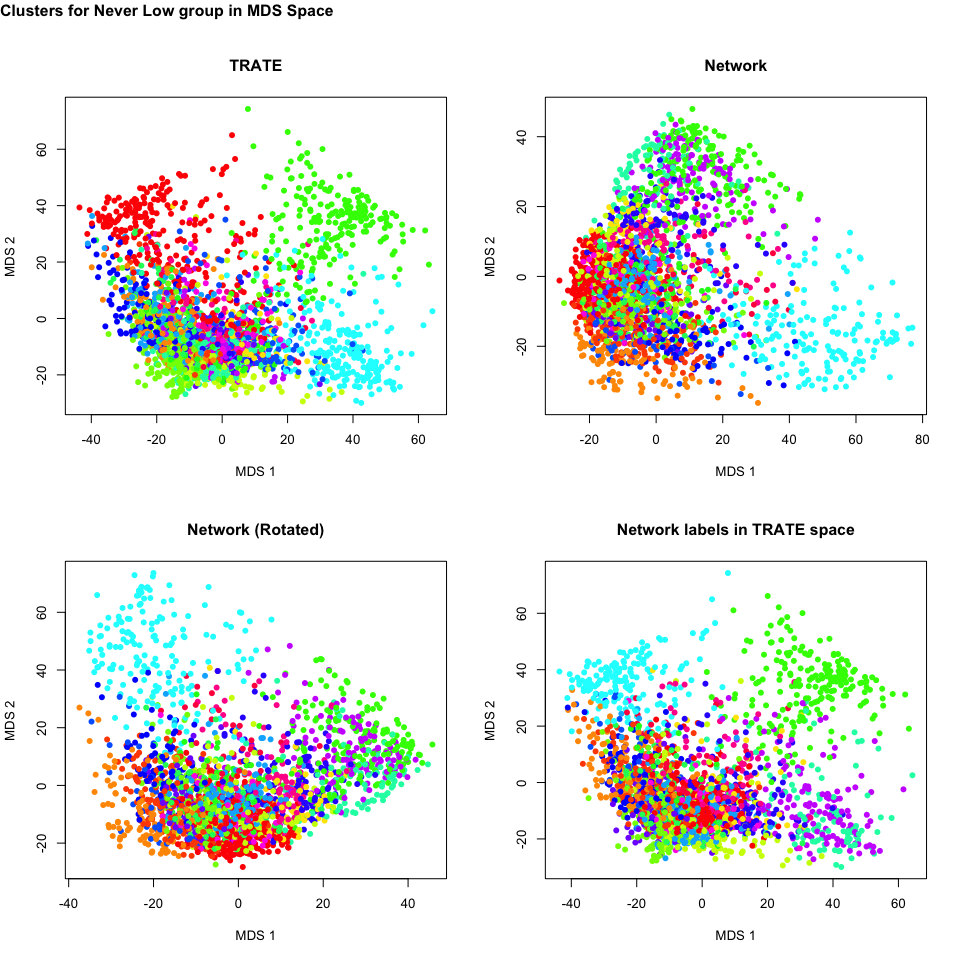 Clusters for Never Low group in MDS Space
TRATE
MDS 2
60
40
20
0
-20
-40 -20 0 20 40 60
MDS 1
Network
MDS 2
40
20
0
-20
-20 0 20 40 60 80
MDS 1
Network (Rotated)
MDS 2
60
40
20
0
-20
-40 -20 0 20 40
MDS 1
Network labels in TRATE space
MDS 2
60
40
20
0
-20
-40 -20 0 20 40 60
MDS 1